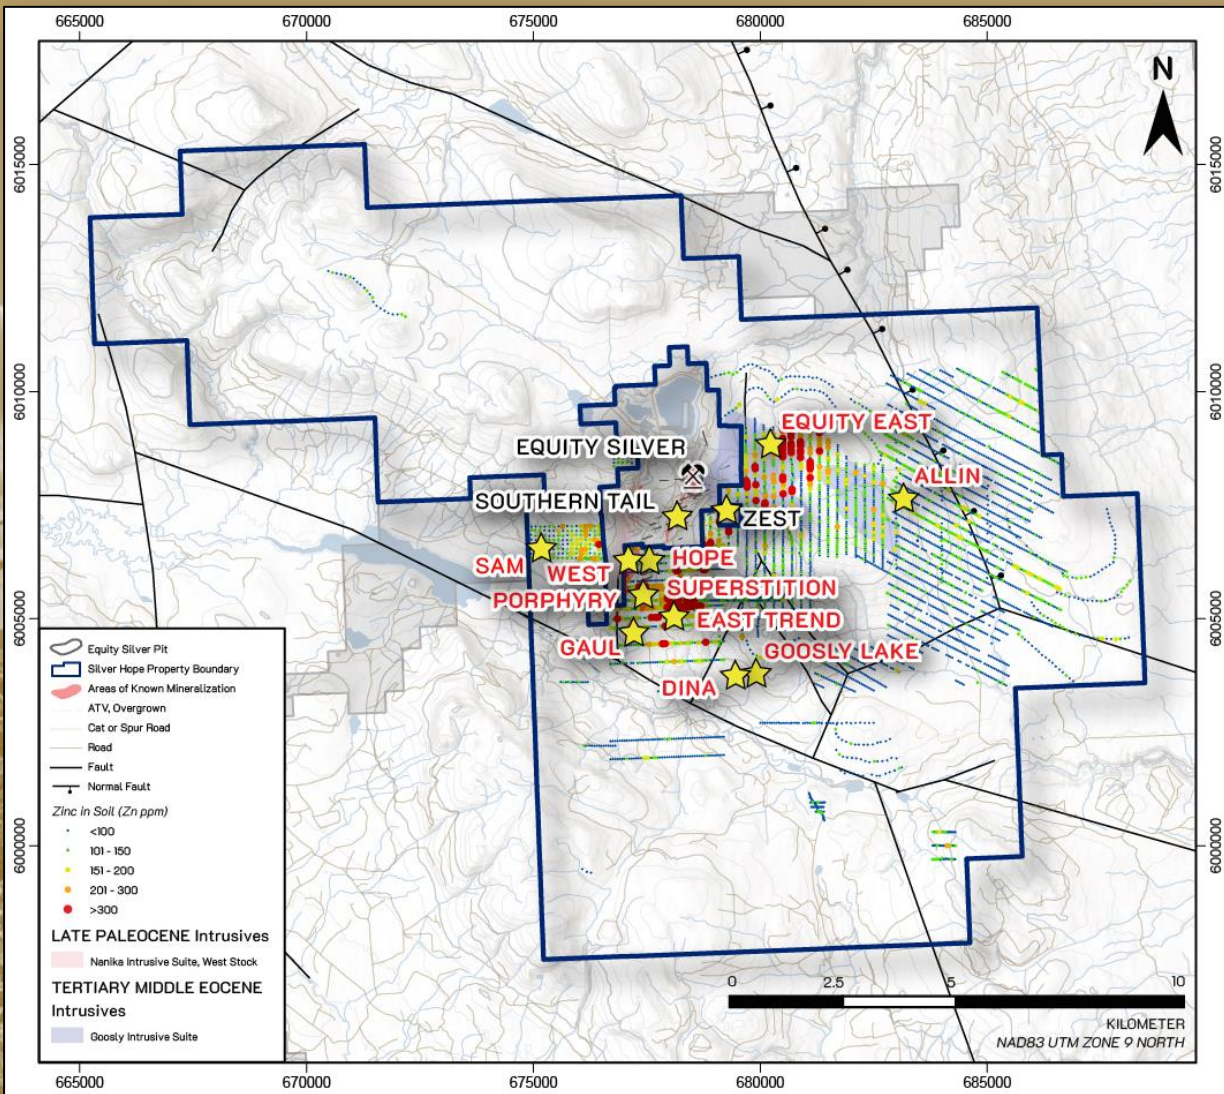 665000 670000 675000 680000 685000
N
6015000 6015000
6010000 6010000
EQUITY EAST
EQUITY SILVER
ALLIN
SOUTHERN TAIL
ZEST
SAM WEST HOPE
PORPHYRY SUPERSTITION
6005000 6005000
EAST TREND
GAUL GOOSLY LAKE
DINA
Equity Silver Pit
Silver Hope Property Boundary
Areas of Known Mineralization
ATV, Overgrown
Cat or Spur Road
Road
Fault
Normal Fault
Zinc in Soil (Zn ppm)
<100
101 - 150
151 - 200
201 - 300
>300
6000000 6000000
LATE PALEOCENE Intrusives
Nanika Intrusive Suite, West Stock
TERTIARY MIDDLE EOCENE
Intrusives
Goosly Intrusive Suite
0 2.5 5 10
KILOMETER
NAD83 UTM ZONE 9 NORTH
665000 670000 675000 680000 685000